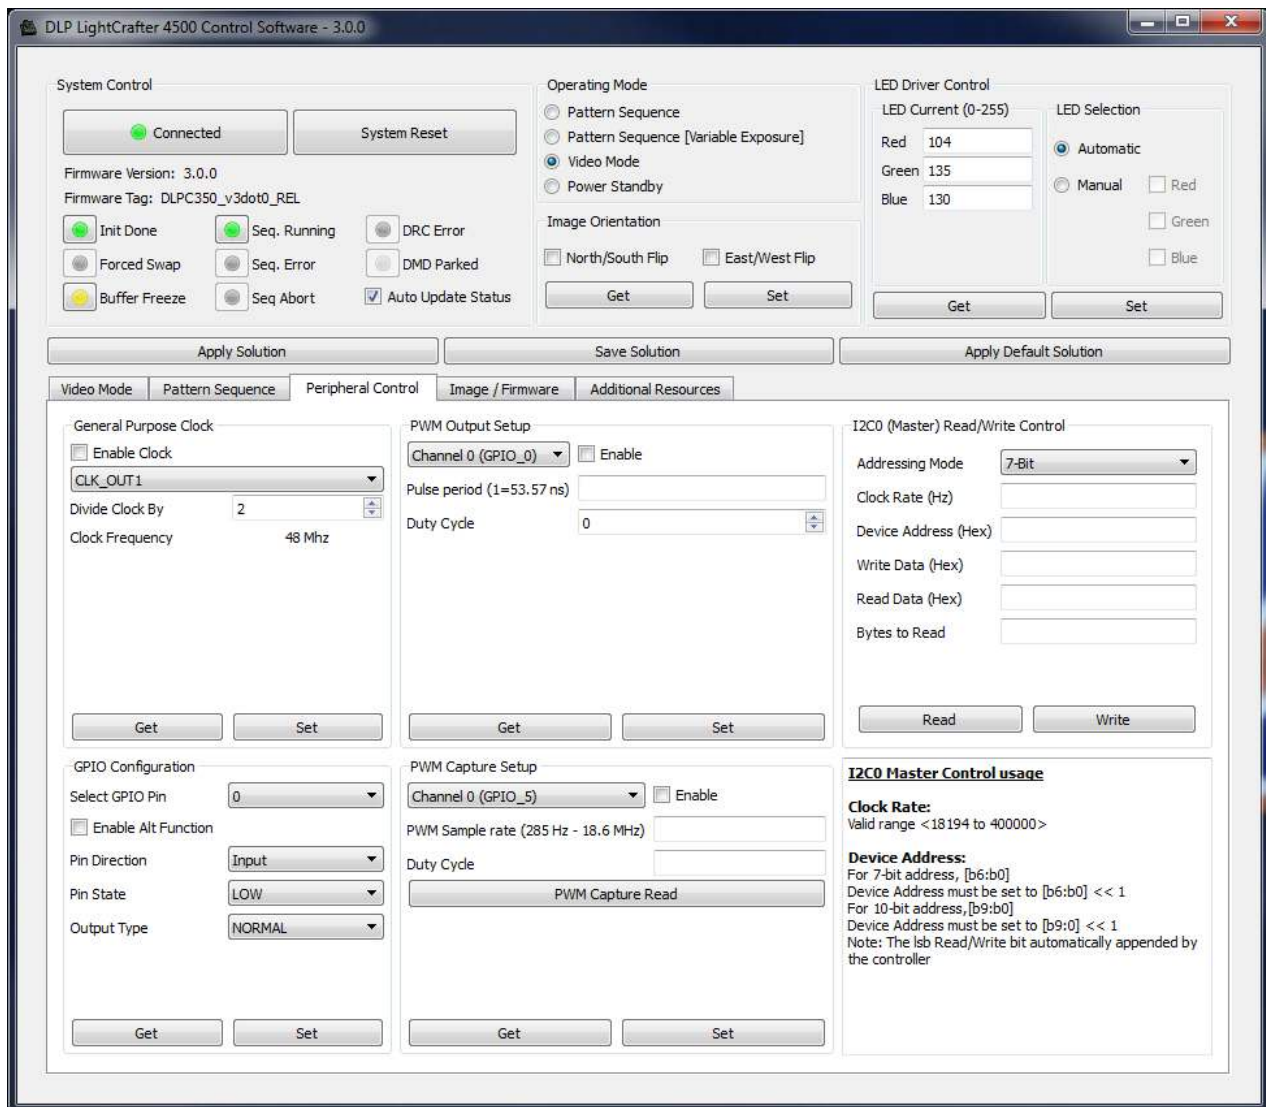 DLP LightCrafter 4500 Control Software - 3.0.0
System Control
Connected
System Reset
Firmware Version: 3.0.0
Firmware Tag: DLPC350_v3dot0_REL
Init Done
Seq. Running
DRC Error
Forced Swap
Seq. Error
DMD Parked
Buffer Freeze
Seq Abort
Auto Update Status
Operating Mode
Pattern Sequence
Pattern Sequence [Variable Exposure]
Video Mode
Power Standby
Image Orientation
North/South Flip
East/West Flip
Get
Set
LED Driver Control
LED Current (0-255)
Red 104
Green 135
Blue 130
LED Selection
Automatic
Manual
Red
Green
Blue
Get
Set
Apply Solution
Save Solution
Apply Default Solution
Video Mode
Pattern Sequence
Peripheral Control
Image / Firmware
Additional Resources
General Purpose Clock
Enable Clock
CLK_OUT1
Divide Clock By 2
Clock Frequency 48 Mhz
Get
Set
PWM Output Setup
Channel 0 (GPIO_0)
Enable
Pulse period (1=53.57 ns)
Duty Cycle 0
Get
Set
I2C0 (Master) Read/Write Control
Addressing Mode 7-Bit
Clock Rate (Hz)
Device Address (Hex)
Write Data (Hex)
Read Data (Hex)
Bytes to Read
Read
Write
GPIO Configuration
Select GPIO Pin 0
Enable Alt Function
Pin Direction Input
Pin State LOW
Output Type NORMAL
Get
Set
PWM Capture Setup
Channel 0 (GPIO_5)
Enable
PWM Sample rate (285 Hz - 18.6 MHz)
Duty Cycle
PWM Capture Read
Get
Set
I2C0 Master Control usage
Clock Rate:
Valid range <18194 to 400000>
Device Address:
For 7-bit address, [b6:b0]
Device Address must be set to [b6:b0] << 1
For 10-bit address,[b9:b0]
Device Address must be set to [b9:0] << 1
Note: The lsb Read/Write bit automatically appended by
the controller